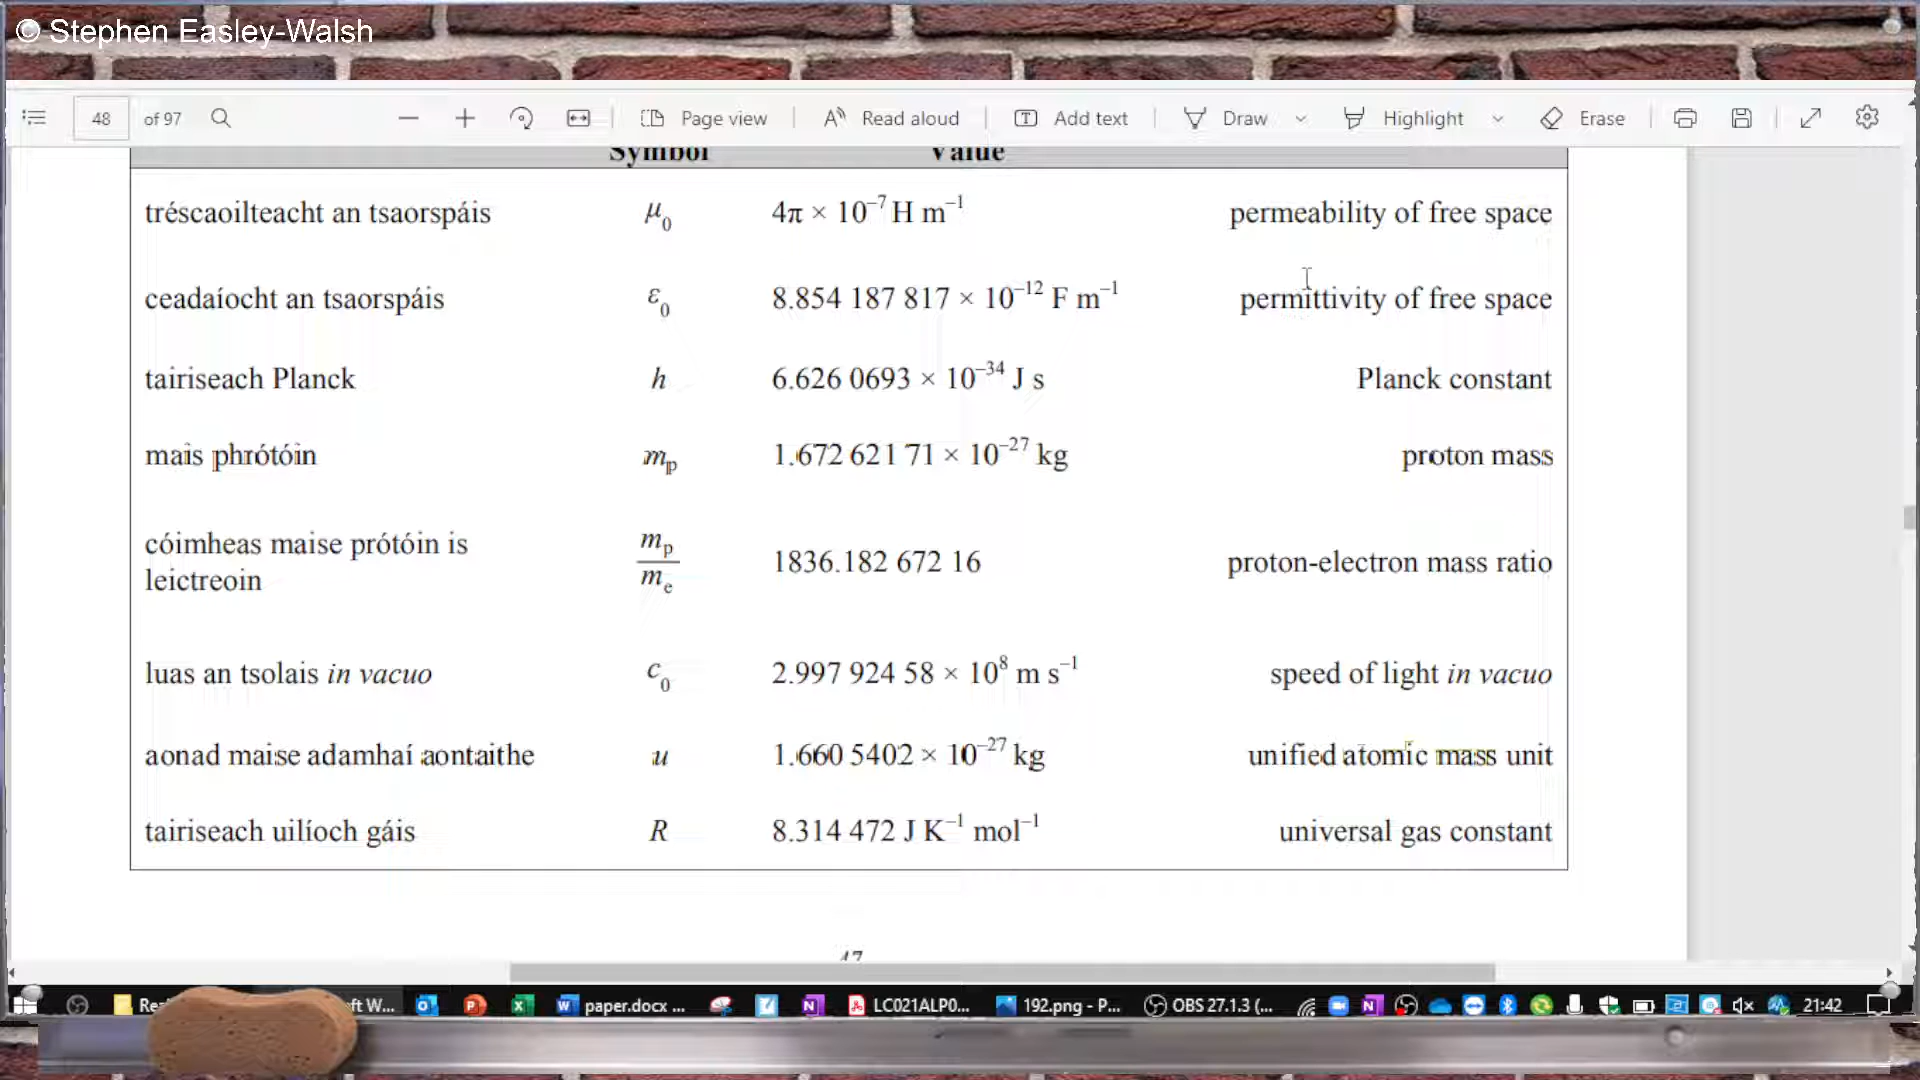 © Stephen Easley-Walsh
48 of 97 Page view Read aloud Add text Draw Highlight Erase
Symbol Value
tréscaoilteacht an tsaorspáis μ₀ 4π × 10⁻⁷ H m⁻¹ permeability of free space
ceadaíocht an tsaorspáis ε₀ 8.854 187 817 × 10⁻¹² F m⁻¹ permittivity of free space
tairiseach Planck h 6.626 0693 × 10⁻³⁴ J s Planck constant
mais phrótóin mₚ 1.672 621 71 × 10⁻²⁷ kg proton mass
cóimheas maise prótóin is
leictreoin mₚ/mₑ 1836.182 672 16 proton-electron mass ratio
luas an tsolais in vacuo c₀ 2.997 924 58 × 10⁸ m s⁻¹ speed of light in vacuo
aonad maise adamhaí aontaithe u 1.660 5402 × 10⁻²⁷ kg unified atomic mass unit
tairiseach uilíoch gáis R 8.314 472 J K⁻¹ mol⁻¹ universal gas constant
47
ft W... paper.docx ... LC021ALP0... 192.png - P... OBS 27.1.3 (... 21:42